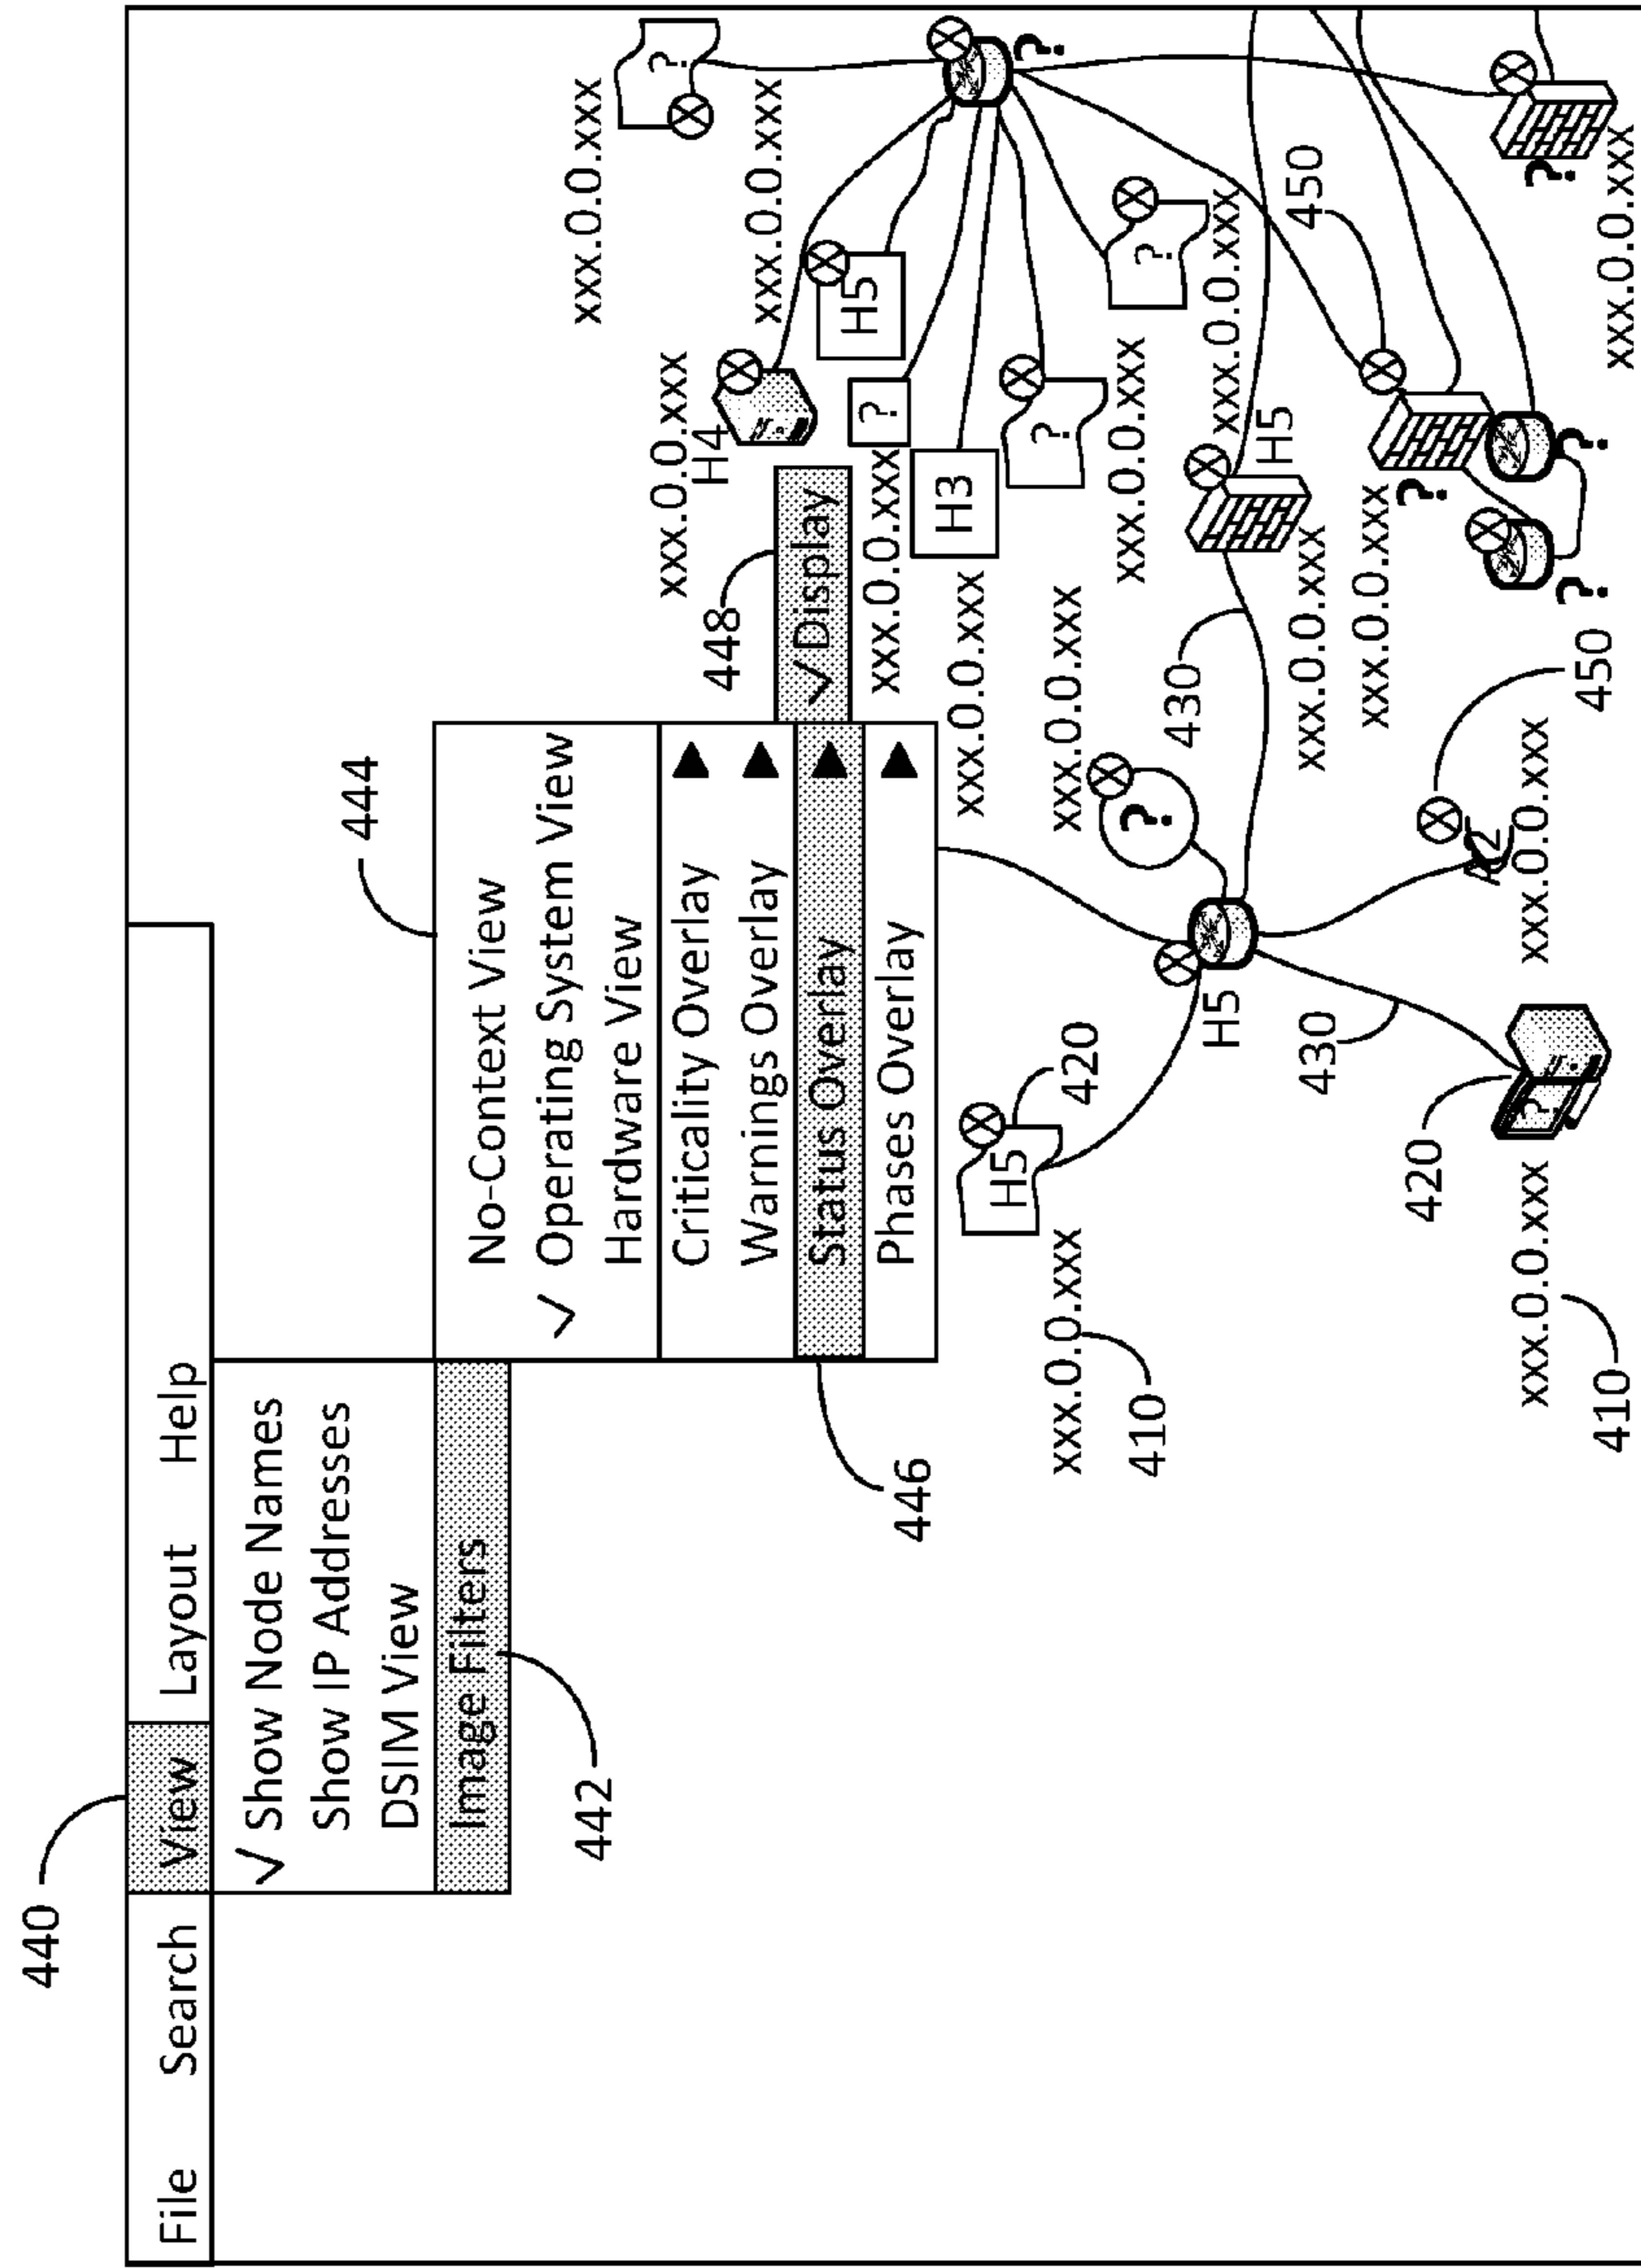 440
File Search View Layout Help
√ Show Node Names
Show IP Addresses
444
DSIM View
Image Filters
No-Context View
√ Operating System View
442
xxx.0.0.xxx
Hardware View
?
xxx.0.0.xxx
Criticality Overlay
H4
448
Warnings Overlay
xxx.0.0.xxx
Status Overlay
√ Display
H5
xxx.0.0.xxx
?
Phases Overlay
446
H3
xxx.0.0.xxx
H5
?
?
xxx.0.0.xxx
xxx.0.0.xxx
420
xxx.0.0.xxx
?
410
?
430
H5
xxx.0.0.xxx
H5
xxx.0.0.xxx
450
430
xxx.0.0.xxx
420
?
A2
xxx.0.0.xxx
xxx.0.0.xxx
?
?
?
?
450
410
xxx.0.0.xxx